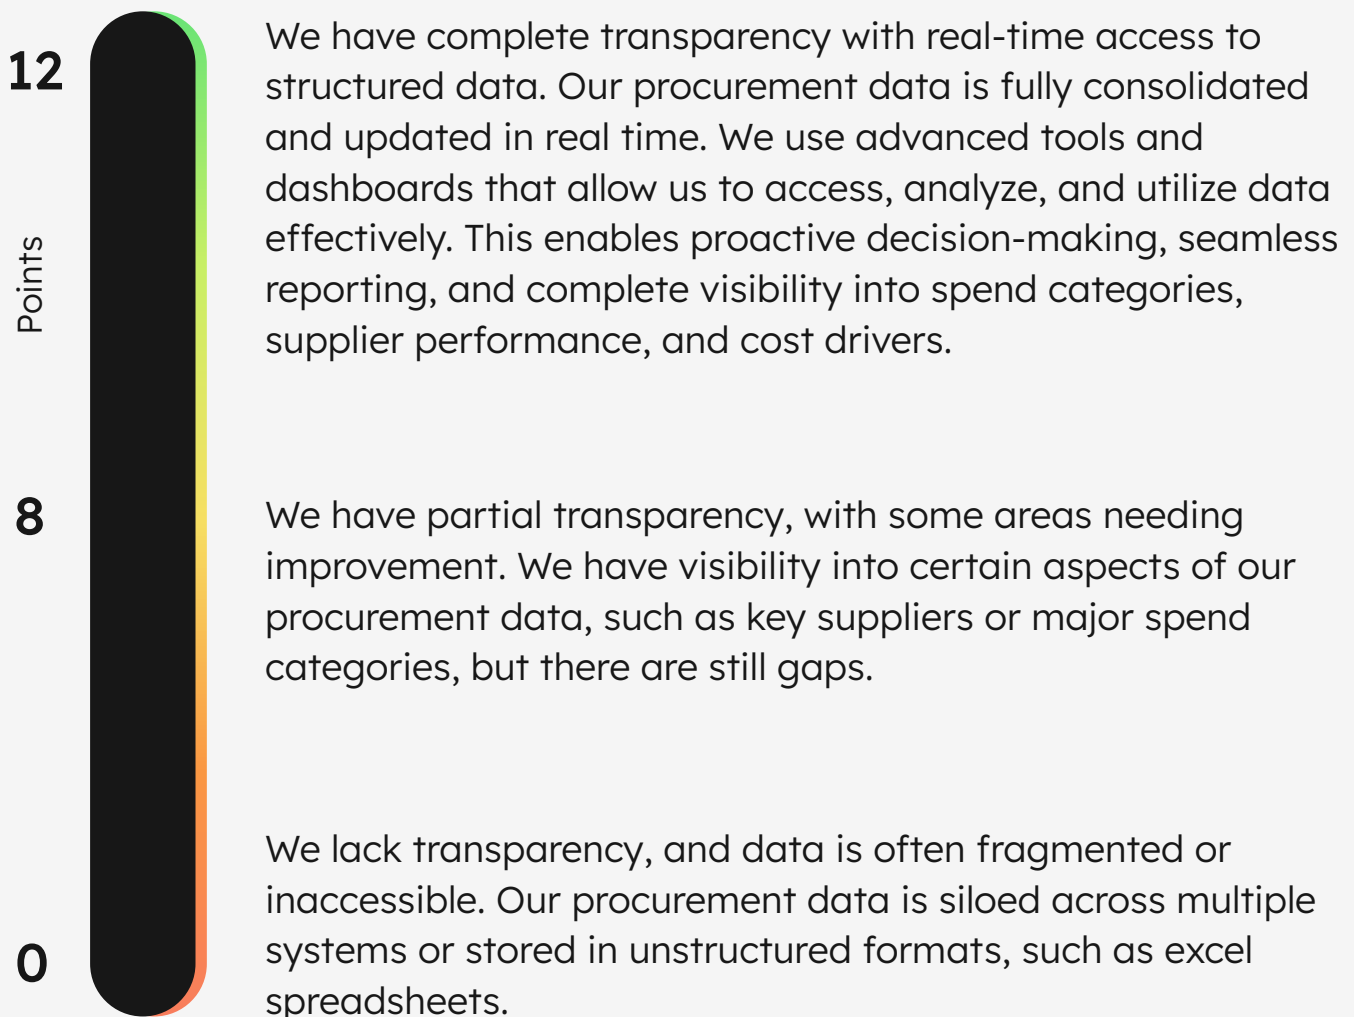 12
We have complete transparency with real-time access to
structured data. Our procurement data is fully consolidated
and updated in real time. We use advanced tools and
dashboards that allow us to access, analyze, and utilize data
effectively. This enables proactive decision-making, seamless
reporting, and complete visibility into spend categories,
supplier performance, and cost drivers.
Points
8
We have partial transparency, with some areas needing
improvement. We have visibility into certain aspects of our
procurement data, such as key suppliers or major spend
categories, but there are still gaps.
0
We lack transparency, and data is often fragmented or
inaccessible. Our procurement data is siloed across multiple
systems or stored in unstructured formats, such as excel
spreadsheets.